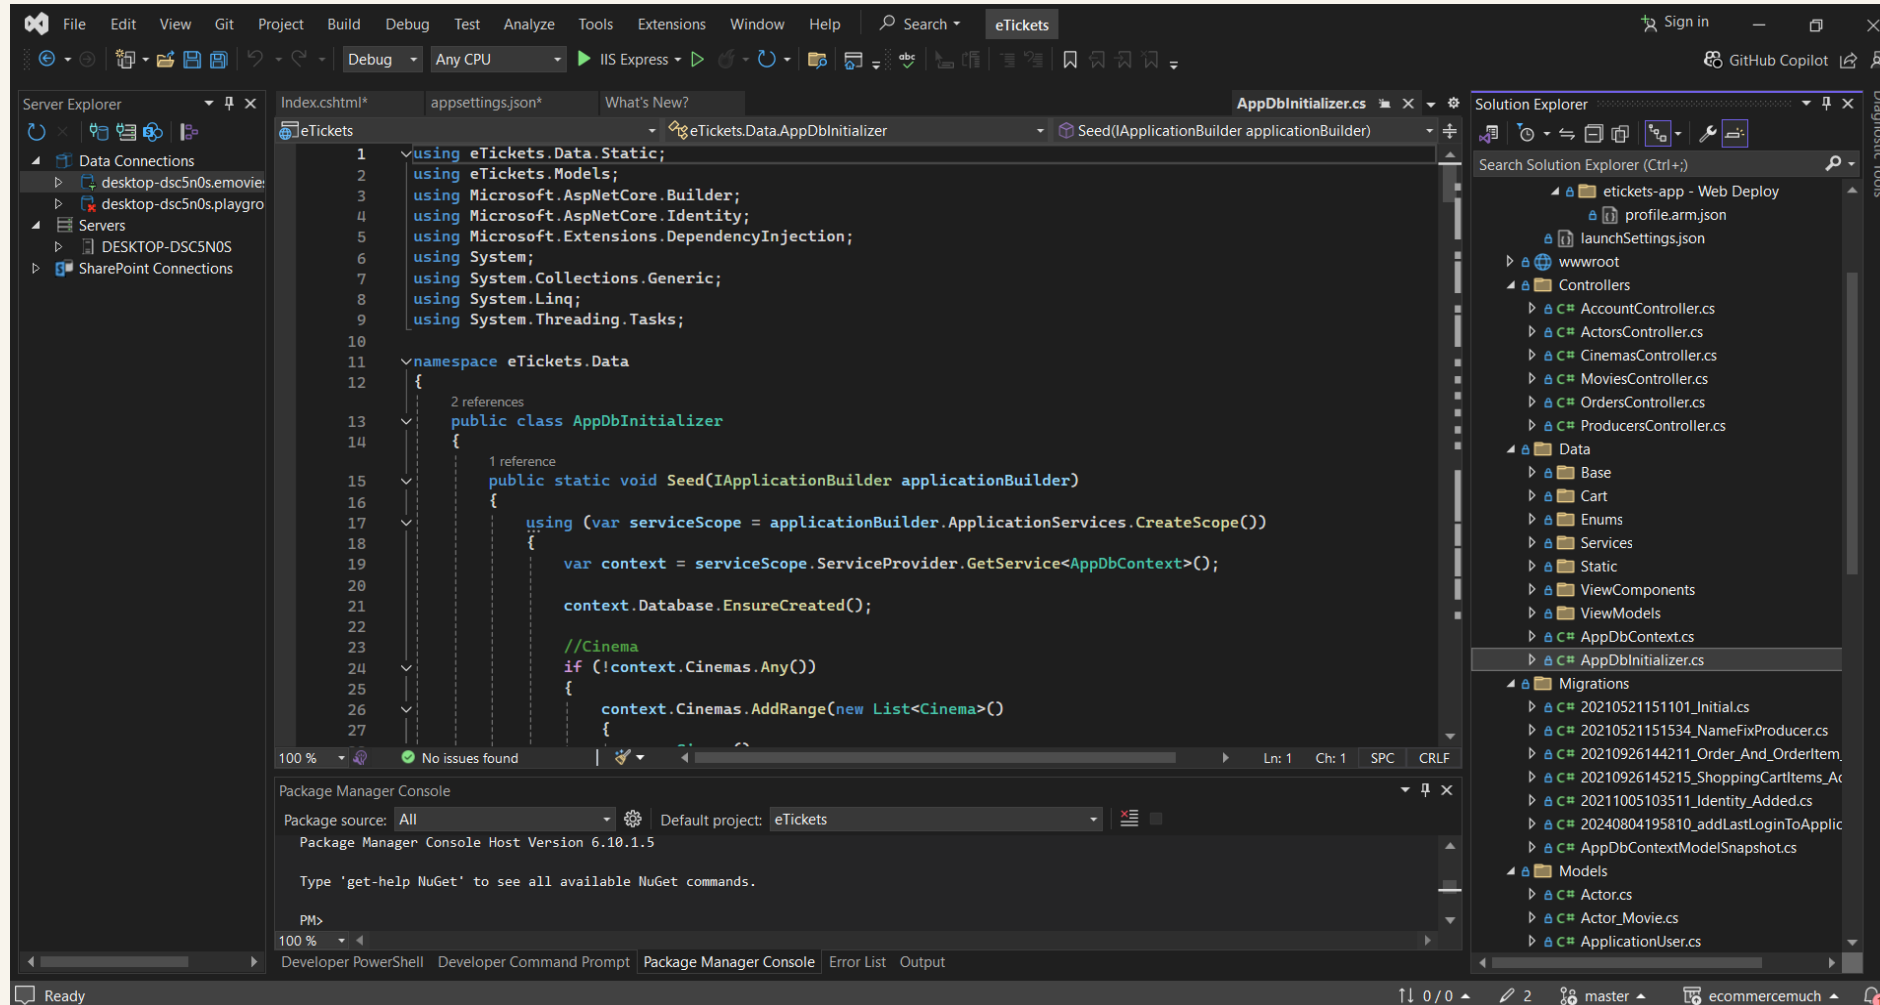 File Edit View Git Project Build Debug Test Analyze Tools Extensions Window Help Search eTickets Sign in
Debug Any CPU IIS Express GitHub Copilot
Server Explorer
Data Connections
desktop-dsc5n0s.emovie
desktop-dsc5n0s.playgro
Servers
DESKTOP-DSC5N0S
SharePoint Connections
Index.cshtml* appsettings.json* What's New? AppDbInitializer.cs
eTickets eTickets.Data.AppDbInitializer Seed(IApplicationBuilder applicationBuilder)
1 using eTickets.Data.Static;
2 using eTickets.Models;
3 using Microsoft.AspNetCore.Builder;
4 using Microsoft.AspNetCore.Identity;
5 using Microsoft.Extensions.DependencyInjection;
6 using System;
7 using System.Collections.Generic;
8 using System.Linq;
9 using System.Threading.Tasks;
10
11 namespace eTickets.Data
12 {
2 references
13 public class AppDbInitializer
14 {
1 reference
15 public static void Seed(IApplicationBuilder applicationBuilder)
16 {
17 using (var serviceScope = applicationBuilder.ApplicationServices.CreateScope())
18 {
19 var context = serviceScope.ServiceProvider.GetService<AppDbContext>();
20
21 context.Database.EnsureCreated();
22
23 //Cinema
24 if (!context.Cinemas.Any())
25 {
26 context.Cinemas.AddRange(new List<Cinema>()
27 {
100 % No issues found Ln: 1 Ch: 1 SPC CRLF
Package Manager Console
Package source: All Default project: eTickets
Package Manager Console Host Version 6.10.1.5
Type 'get-help NuGet' to see all available NuGet commands.
PM>
100 %
Developer PowerShell Developer Command Prompt Package Manager Console Error List Output
Solution Explorer
Search Solution Explorer (Ctrl+;)
etickets-app - Web Deploy
profile.arm.json
launchSettings.json
wwwroot
Controllers
C# AccountController.cs
C# ActorsController.cs
C# CinemasController.cs
C# MoviesController.cs
C# OrdersController.cs
C# ProducersController.cs
Data
Base
Cart
Enums
Services
Static
ViewComponents
ViewModels
C# AppDbContext.cs
C# AppDbInitializer.cs
Migrations
C# 20210521151101_Initial.cs
C# 20210521151534_NameFixProducer.cs
C# 20210926144211_Order_And_OrderItem_
C# 20210926145215_ShoppingCartItems_Ac
C# 20211005103511_Identity_Added.cs
C# 20240804195810_addLastLoginToApplic
C# AppDbContextModelSnapshot.cs
Models
C# Actor.cs
C# Actor_Movie.cs
C# ApplicationUser.cs
Diagnostic Tools
Ready 0 / 0 2 master ecommercemuch